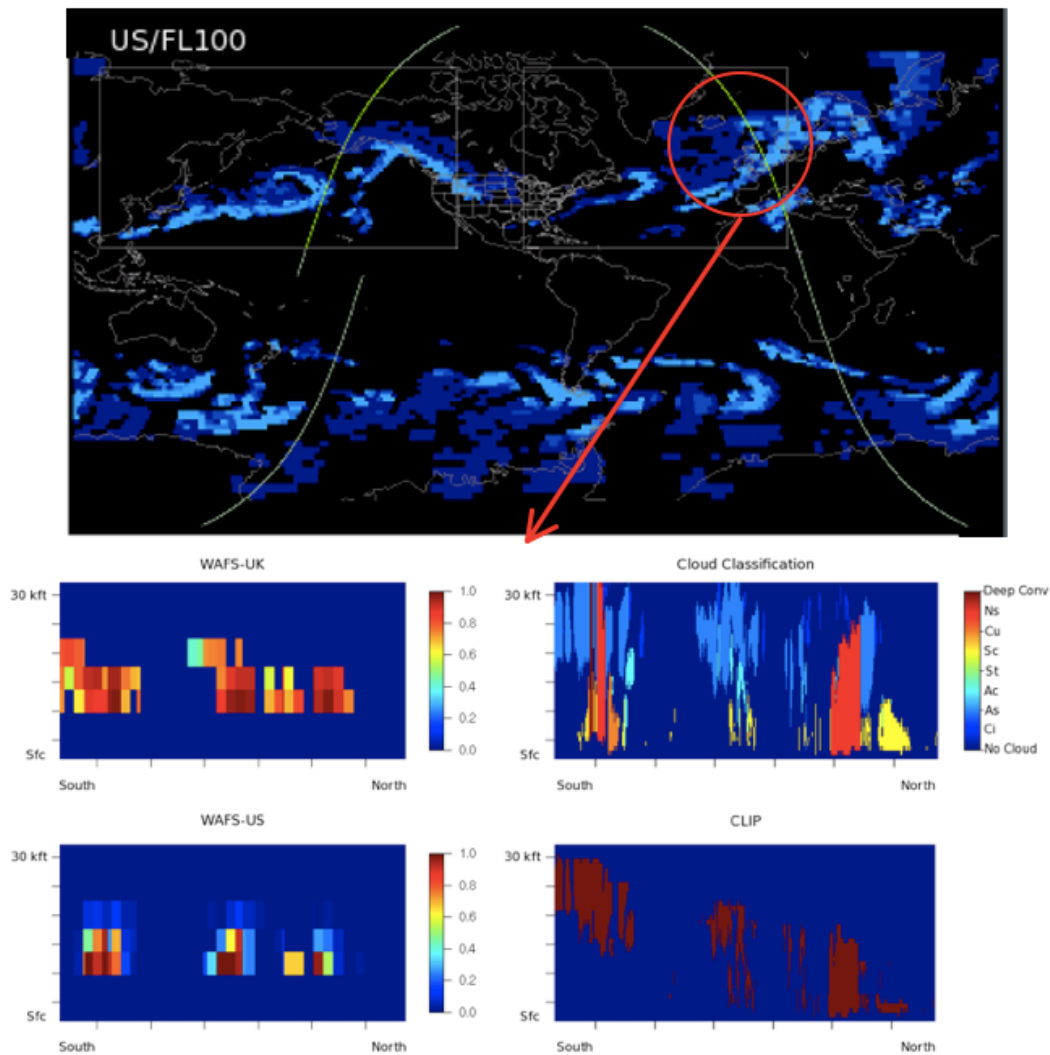 US/FL100
WAFS-UK
30 kft
Sfc
South
North
1.0
0.8
0.6
0.4
0.2
0.0
Cloud Classification
30 kft
Sfc
South
North
Deep Conv
Ns
Cu
Sc
St
Ac
As
Ci
No Cloud
WAFS-US
30 kft
Sfc
South
North
1.0
0.8
0.6
0.4
0.2
0.0
CLIP
30 kft
Sfc
South
North